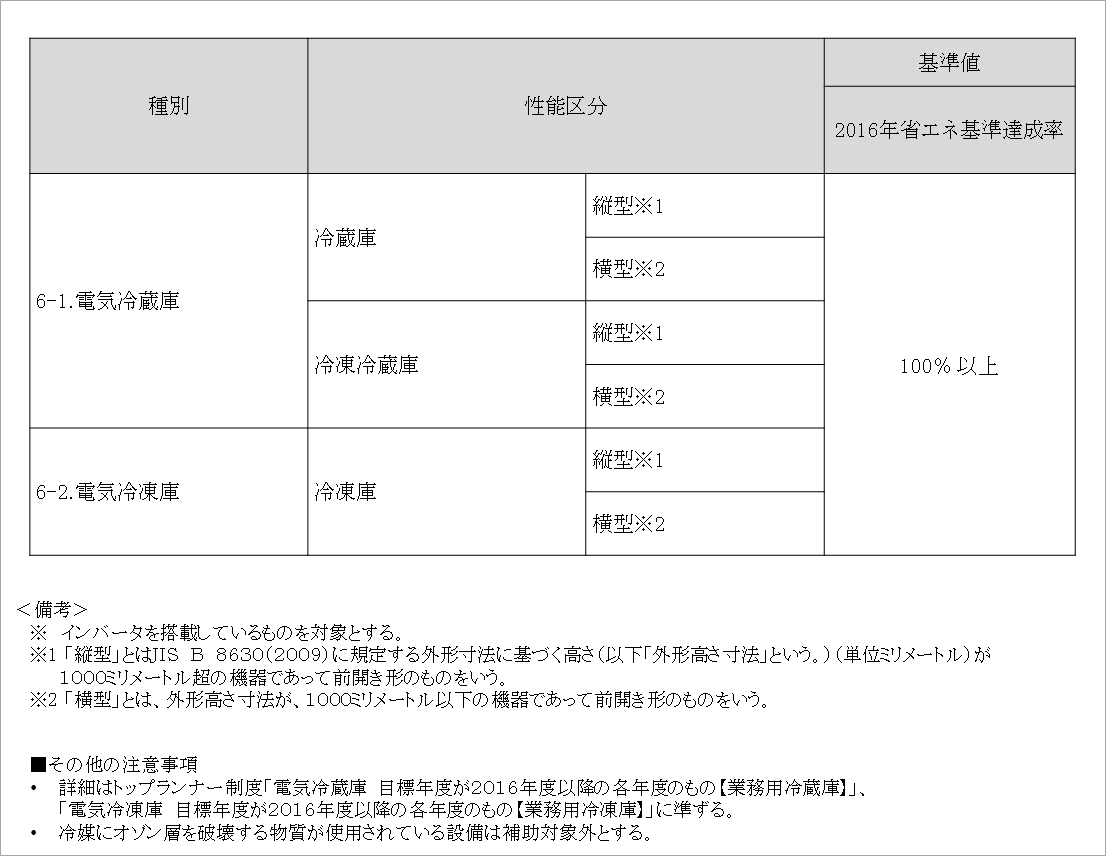 種別
性能区分
基準値
2016年省エネ基準達成率
6-1.電気冷蔵庫
冷蔵庫
縦型※1
横型※2
冷凍冷蔵庫
縦型※1
横型※2
100% 以上
6-2.電気冷凍庫
冷凍庫
縦型※1
横型※2
＜備考＞
※　インバータを搭載しているものを対象とする。
※1 「縦型」とはJIS　B　8630（2009）に規定する外形寸法に基づく高さ（以下「外形高さ寸法」という。）（単位ミリメートル）が
1000ミリメートル超の機器であって前開き形のものをいう。
※2 「横型」とは、外形高さ寸法が、1000ミリメートル以下の機器であって前開き形のものをいう。
■その他の注意事項
・　詳細はトップランナー制度「電気冷蔵庫　目標年度が2016年度以降の各年度のもの【業務用冷蔵庫】」、
「電気冷凍庫　目標年度が2016年度以降の各年度のもの【業務用冷凍庫】」に準ずる。
・　冷媒にオゾン層を破壊する物質が使用されている設備は補助対象外とする。